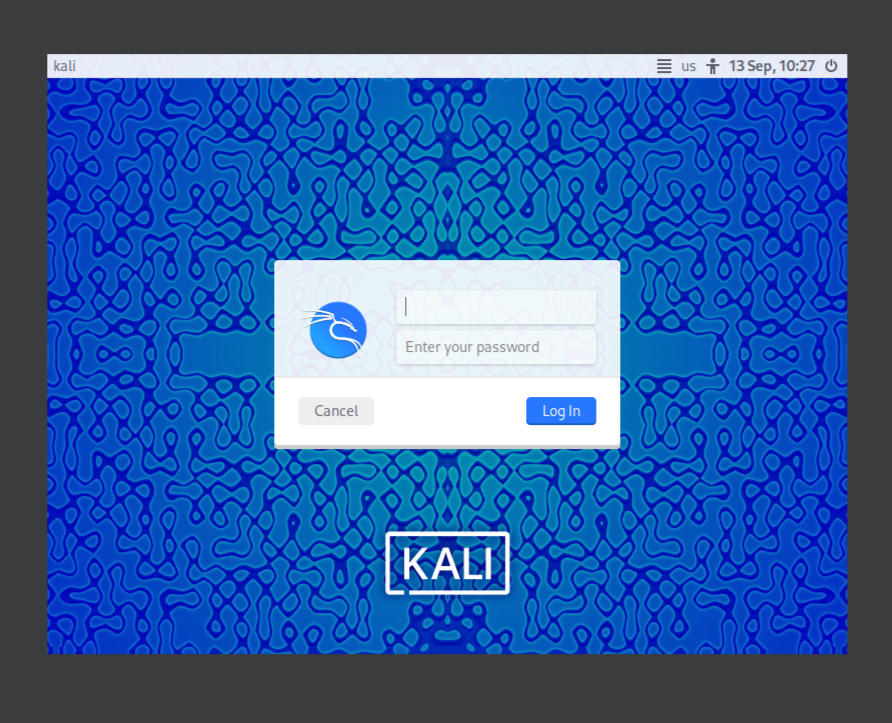 kali
us 13 Sep, 10:27
Enter your password
Cancel
Log In
KALI